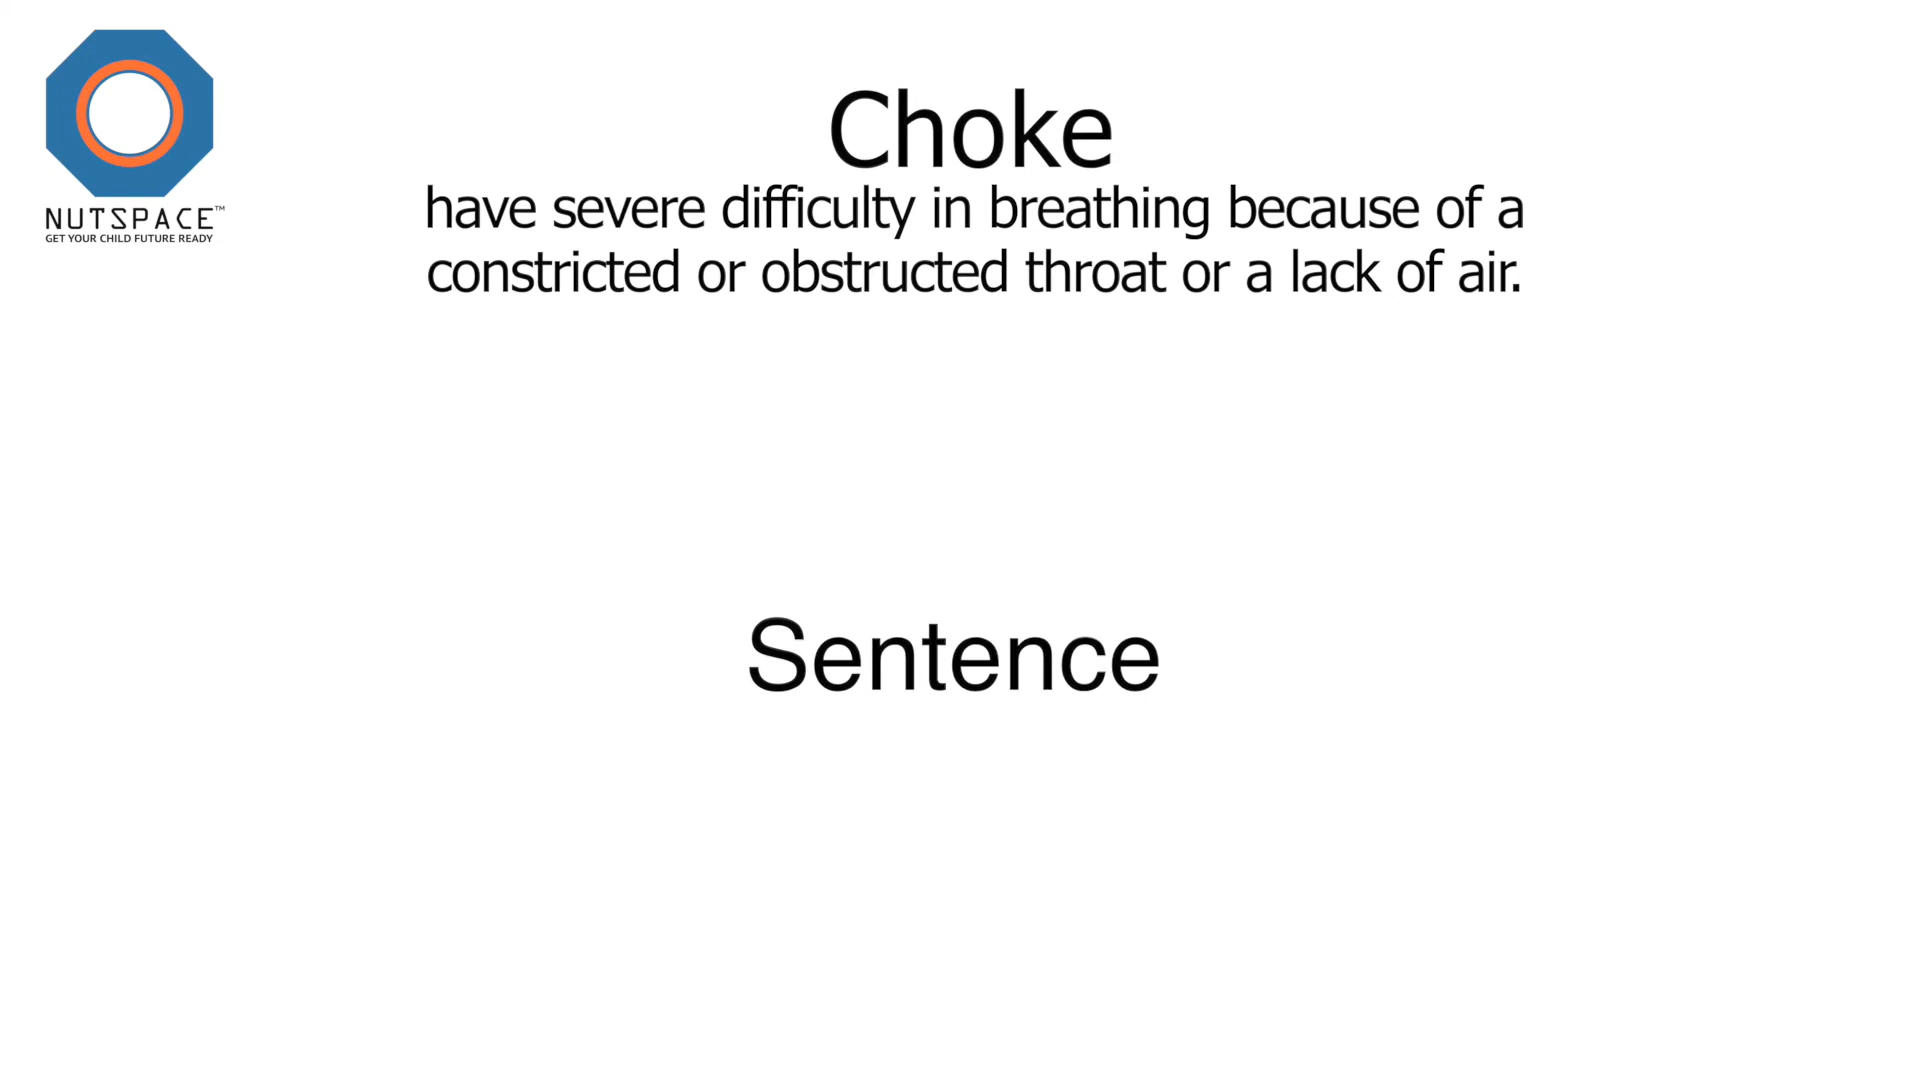 NUTSPACE™
GET YOUR CHILD FUTURE READY
Choke
have severe difficulty in breathing because of a
constricted or obstructed throat or a lack of air.
Sentence